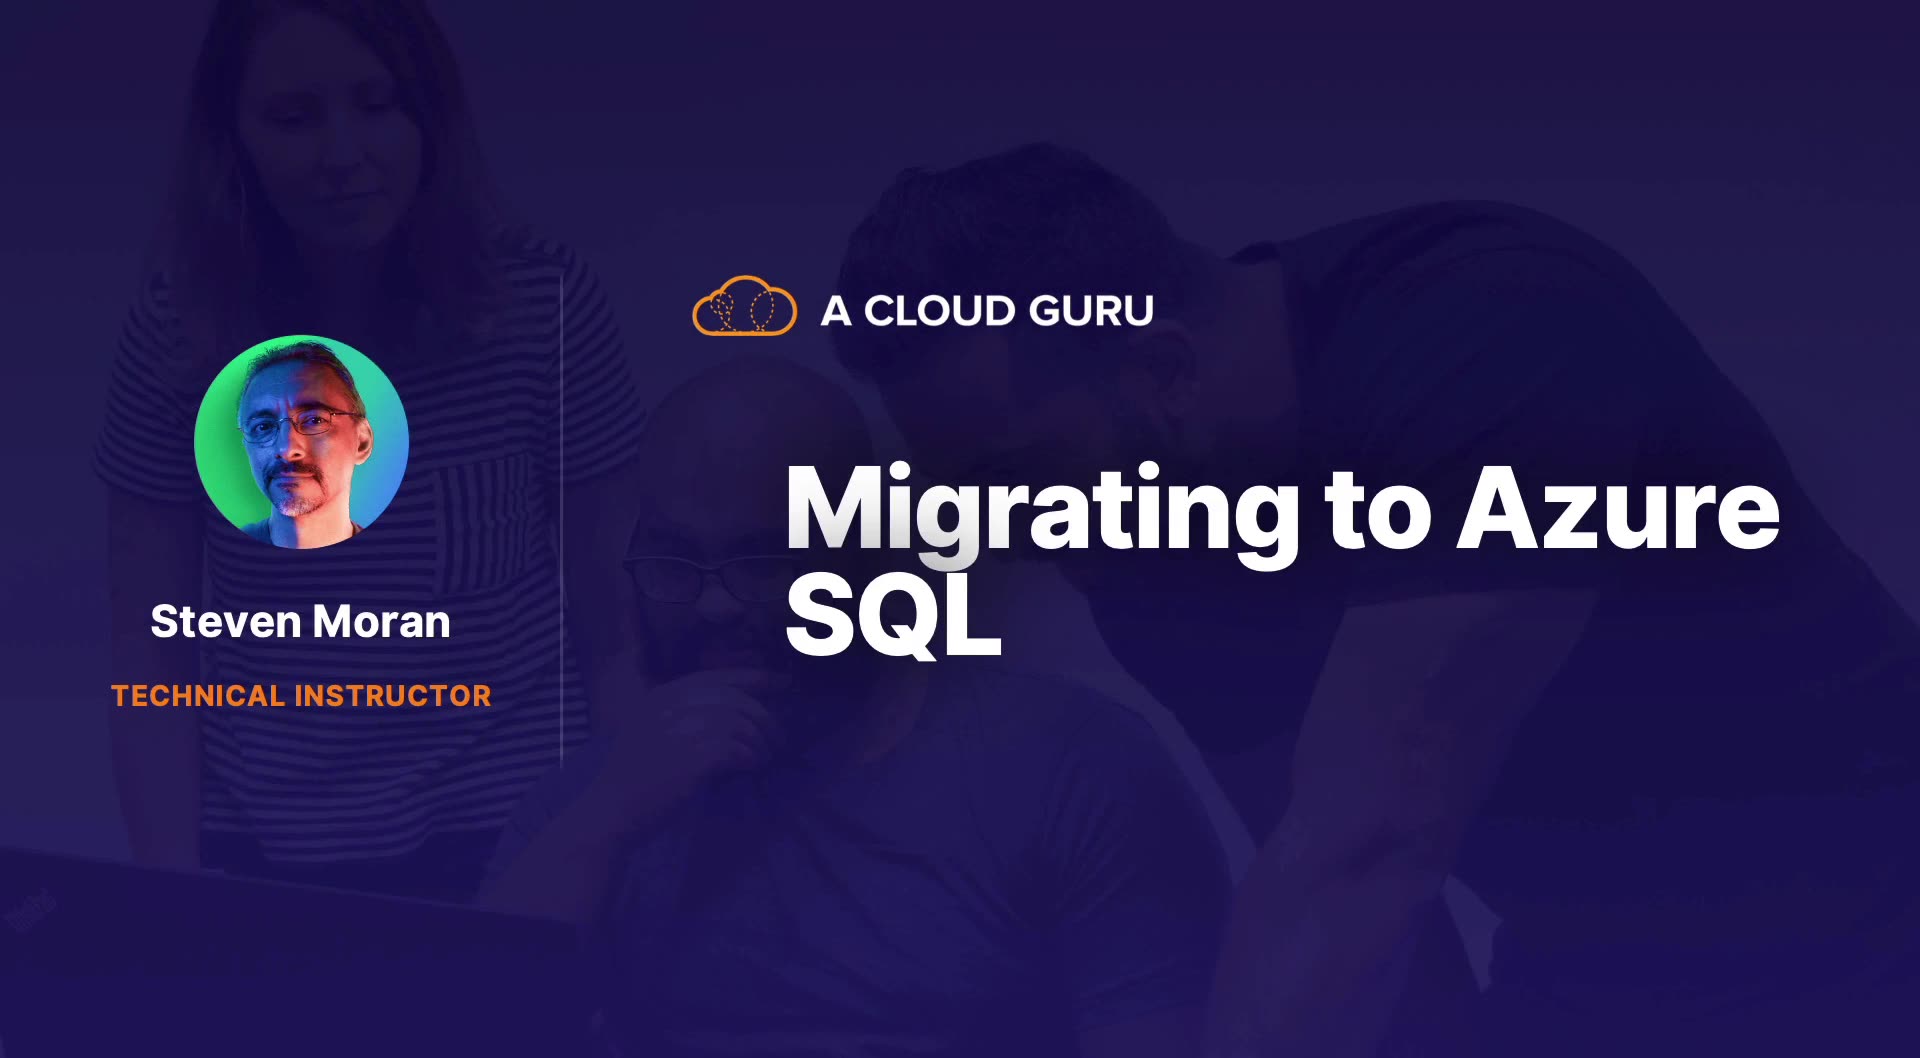 A CLOUD GURU
Migrating to Azure
SQL
Steven Moran
TECHNICAL INSTRUCTOR